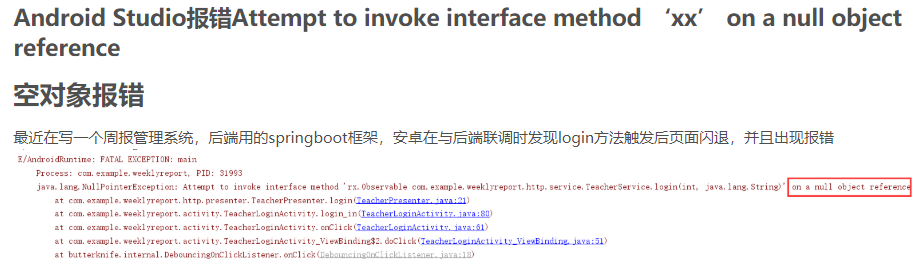 Android Studio报错Attempt to invoke interface method ‘xx’ on a null object
reference
空对象报错
最近在写一个周报管理系统，后端用的springboot框架，安卓在与后端联调时发现login方法触发后页面闪退，并且出现报错
E/AndroidRuntime: FATAL EXCEPTION: main
Process: com.example.weeklyreport, PID: 31993
java.lang.NullPointerException: Attempt to invoke interface method 'rx.Observable com.example.weeklyreport.http.service.TeacherService.login(int, java.lang.String)' on a null object reference
at com.example.weeklyreport.http.presenter.TeacherPresenter.login(TeacherPresenter.java:21)
at com.example.weeklyreport.activity.TeacherLoginActivity.login_in(TeacherLoginActivity.java:80)
at com.example.weeklyreport.activity.TeacherLoginActivity.onClick(TeacherLoginActivity.java:61)
at com.example.weeklyreport.activity.TeacherLoginActivity_ViewBinding$2.doClick(TeacherLoginActivity_ViewBinding.java:51)
at butterknife.internal.DebouncingOnClickListener.onClick(DebouncingOnClickListener.java:18)